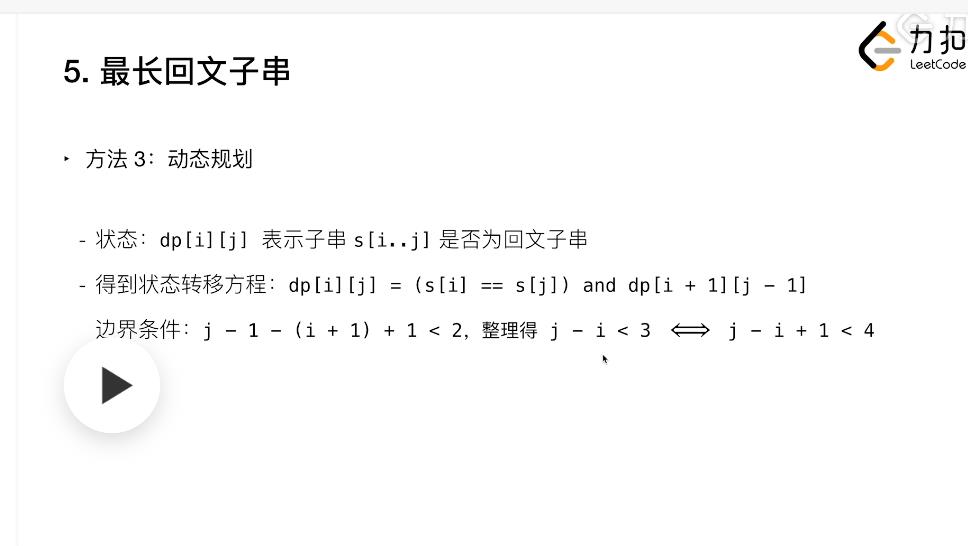 力扣
LeetCode
5. 最长回文子串
‣ 方法 3：动态规划
- 状态：dp[i][j] 表示子串 s[i..j] 是否为回文子串
- 得到状态转移方程：dp[i][j] = (s[i] == s[j]) and dp[i + 1][j − 1]
边界条件：j − 1 − (i + 1) + 1 < 2，整理得 j − i < 3 ⟺ j − i + 1 < 4